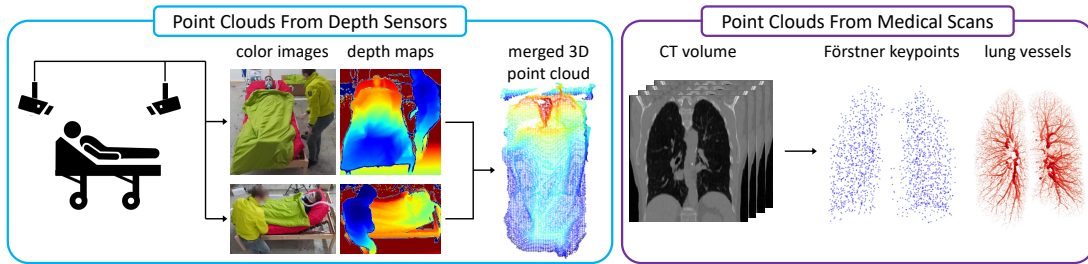 Point Clouds From Depth Sensors
color images
depth maps
merged 3D
point cloud
Point Clouds From Medical Scans
CT volume
Förstner keypoints
lung vessels